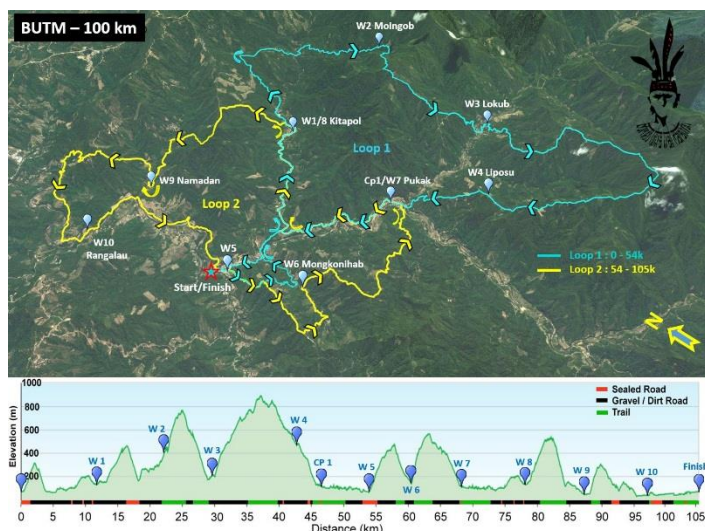 BUTM – 100 km
W2 Molngob
W3 Lokub
W1/8 Kitapol
Loop 1
W4 Liposu
Cp1/W7 Pukak
W9 Namadan
Loop 2
W10
Rangalau
W5
W6 Mongkonihab
Start/Finish
Loop 1 : 0 - 54k
Loop 2 : 54 - 105k
N
Elevation (m)
1000
800
600
400
200
Sealed Road
Gravel / Dirt Road
Trail
W 1
W 2
W 3
W 4
CP 1
W 5
W 6
W 7
W 8
W 9
W 10
Finish
0 5 10 15 20 25 30 35 40 45 50 55 60 65 70 75 80 85 90 95 100 105
Distance (km)